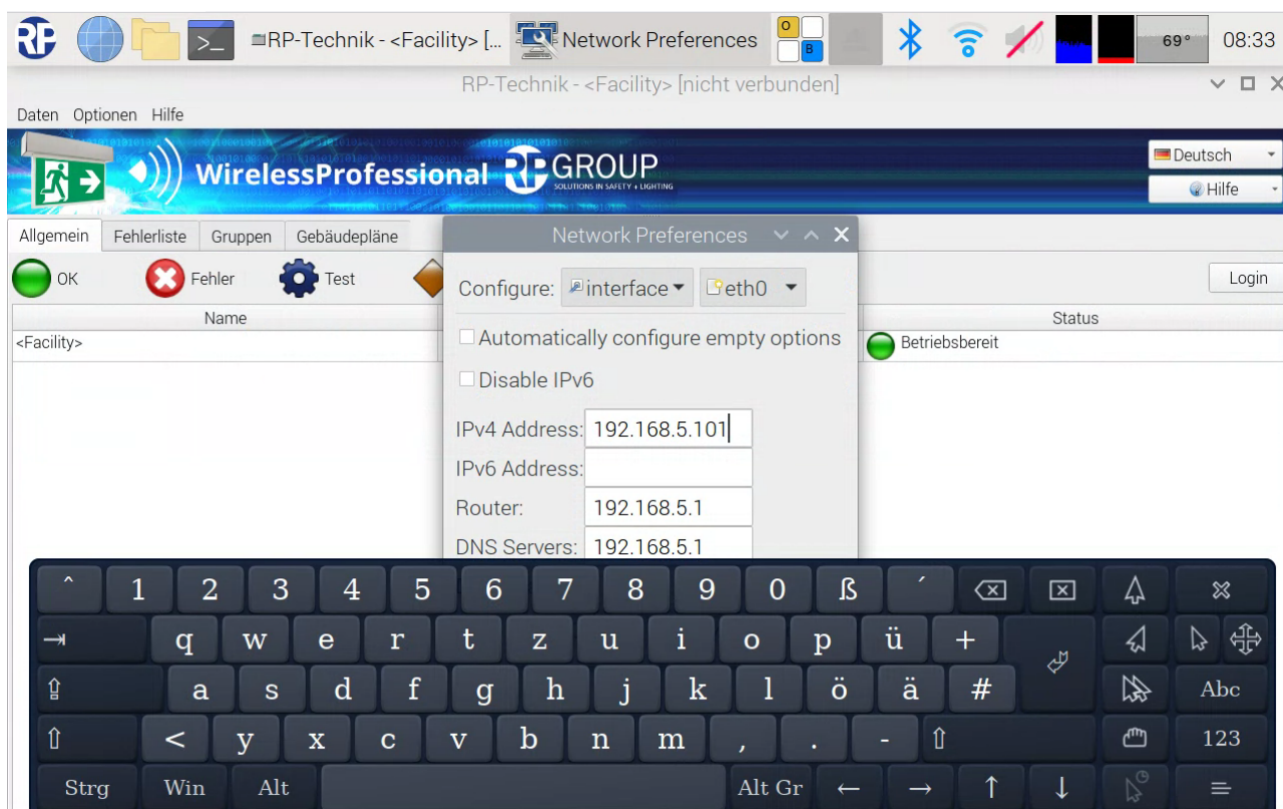 RP >_ RP-Technik - <Facility> [... Network Preferences O B 69° 08:33
RP-Technik - <Facility> [nicht verbunden]
Daten Optionen Hilfe
WirelessProfessional RP GROUP
SOLUTIONS IN SAFETY + LIGHTING
Deutsch
Hilfe
Allgemein Fehlerliste Gruppen Gebäudepläne
OK Fehler Test Login
Name Status
<Facility> Betriebsbereit
Network Preferences
Configure: interface eth0
Automatically configure empty options
Disable IPv6
IPv4 Address: 192.168.5.101
IPv6 Address:
Router: 192.168.5.1
DNS Servers: 192.168.5.1
^ 1 2 3 4 5 6 7 8 9 0 ß ´
q w e r t z u i o p ü +
a s d f g h j k l ö ä # Abc
< y x c v b n m , . - 123
Strg Win Alt Alt Gr ← → ↑ ↓